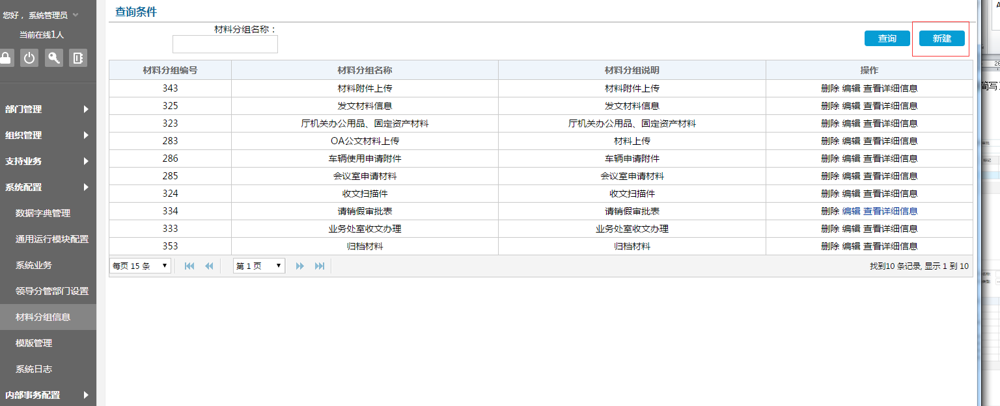 您好，系统管理员
当前在线1人
部门管理
组织管理
支持业务
系统配置
数据字典管理
通用运行模块配置
系统业务
领导分管部门设置
材料分组信息
模版管理
系统日志
内部事务配置
查询条件
材料分组名称：
查询 新建
材料分组编号 材料分组名称 材料分组说明 操作
343 材料附件上传 材料附件上传 删除 编辑 查看详细信息
325 发文材料信息 发文材料信息 删除 编辑 查看详细信息
323 厅机关办公用品、固定资产材料 厅机关办公用品、固定资产材料 删除 编辑 查看详细信息
283 OA公文材料上传 材料上传 删除 编辑 查看详细信息
286 车辆使用申请附件 车辆申请附件 删除 编辑 查看详细信息
285 会议室申请材料 会议室申请材料 删除 编辑 查看详细信息
324 收文扫描件 收文扫描件 删除 编辑 查看详细信息
334 请销假审批表 请销假审批表 删除 编辑 查看详细信息
333 业务处室收文办理 业务处室收文办理 删除 编辑 查看详细信息
353 归档材料 归档材料 删除 编辑 查看详细信息
每页 15 条 第 1 页 找到10 条记录, 显示 1 到 10
简写